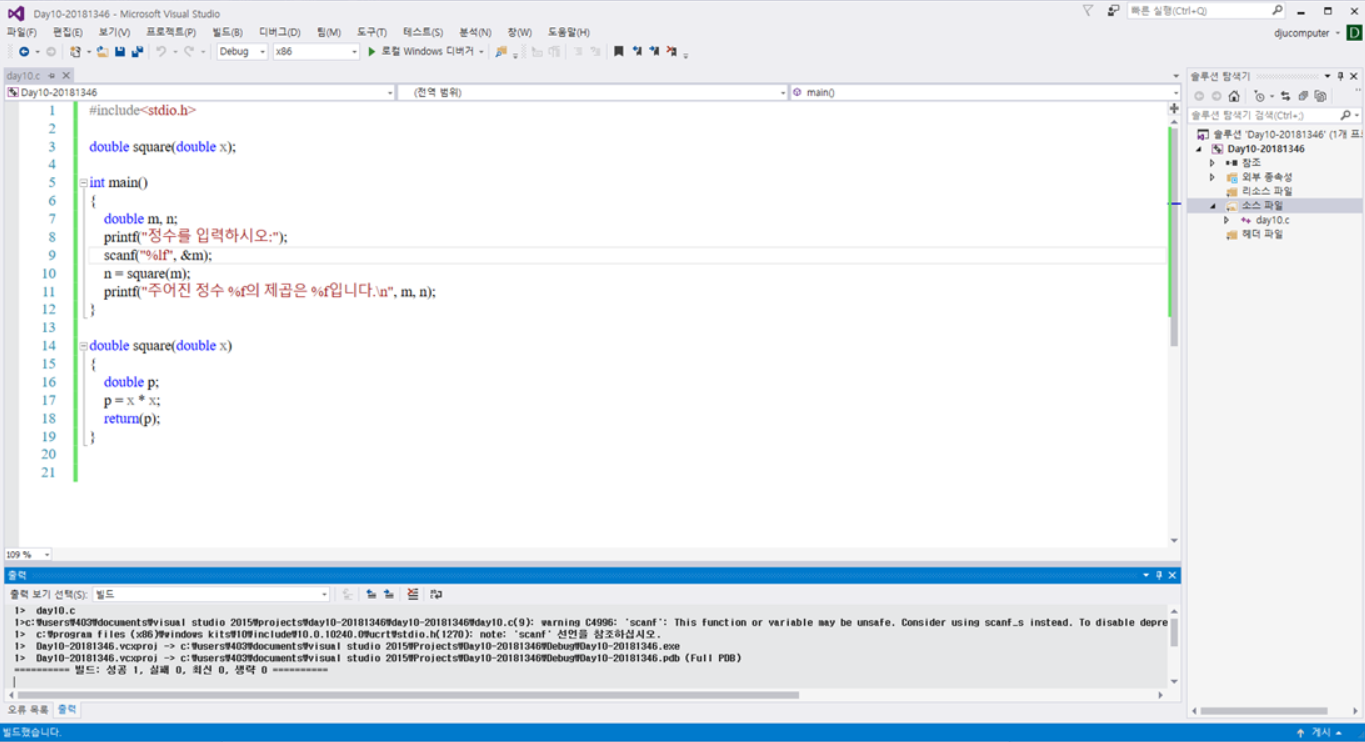 Day10-20181346 - Microsoft Visual Studio
빠른 실행(Ctrl+Q)
파일(F) 편집(E) 보기(V) 프로젝트(P) 빌드(B) 디버그(D) 팀(M) 도구(T) 테스트(S) 분석(N) 창(W) 도움말(H)
djucomputer D
Debug x86 로컬 Windows 디버거
day10.c
Day10-20181346 (전역 범위) main()
1 #include<stdio.h>
2
3 double square(double x);
4
5 int main()
6 {
7 double m, n;
8 printf("정수를 입력하시오:");
9 scanf("%lf", &m);
10 n = square(m);
11 printf("주어진 정수 %f의 제곱은 %f입니다.\n", m, n);
12 }
13
14 double square(double x)
15 {
16 double p;
17 p = x * x;
18 return(p);
19 }
20
21
109 %
솔루션 탐색기
솔루션 탐색기 검색(Ctrl+;)
솔루션 'Day10-20181346' (1개 프
Day10-20181346
참조
외부 종속성
리소스 파일
소스 파일
day10.c
헤더 파일
출력
출력 보기 선택(S): 빌드
1> day10.c
1>c:₩users₩403₩documents₩visual studio 2015₩projects₩day10-20181346₩day10-20181346₩day10.c(9): warning C4996: 'scanf': This function or variable may be unsafe. Consider using scanf_s instead. To disable depre
1> c:₩program files (x86)₩windows kits₩10₩include₩10.0.10240.0₩ucrt₩stdio.h(1270): note: 'scanf' 선언을 참조하십시오.
1> Day10-20181346.vcxproj -> c:₩users₩403₩documents₩visual studio 2015₩Projects₩Day10-20181346₩Debug₩Day10-20181346.exe
1> Day10-20181346.vcxproj -> c:₩users₩403₩documents₩visual studio 2015₩Projects₩Day10-20181346₩Debug₩Day10-20181346.pdb (Full PDB)
========== 빌드: 성공 1, 실패 0, 최신 0, 생략 0 ==========
오류 목록 출력
빌드했습니다.
게시